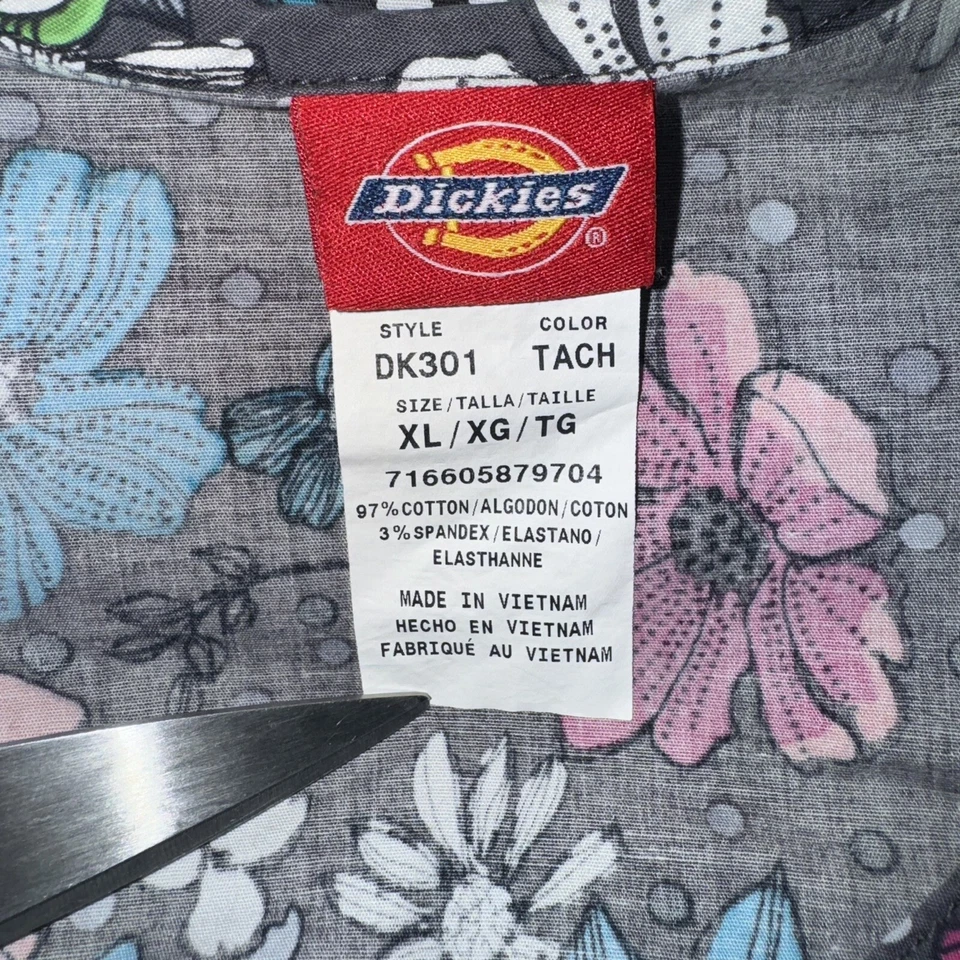 Dickies
®
STYLE COLOR
DK301 TACH
SIZE/TALLA/TAILLE
XL/XG/TG
716605879704
97%COTTON/ALGODON/COTON
3%SPANDEX/ELASTANO/
ELASTHANNE
MADE IN VIETNAM
HECHO EN VIETNAM
FABRIQUÉ AU VIETNAM